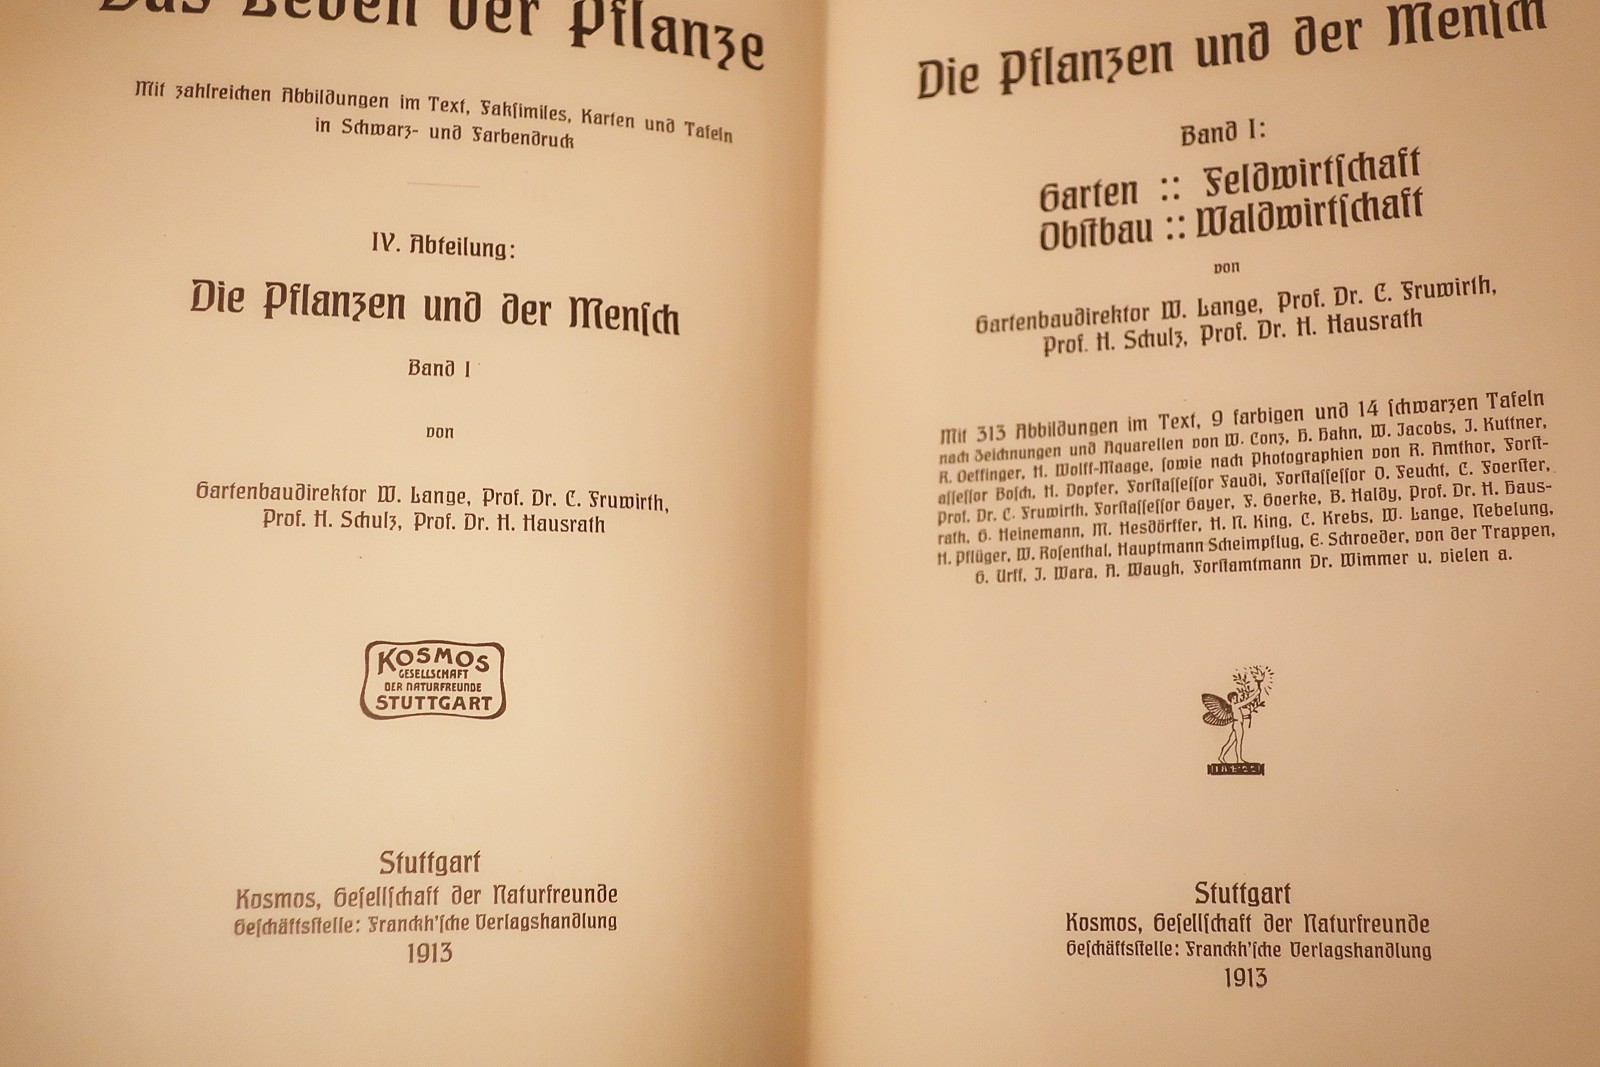 Das Leben der Pflanze
Mit zahlreichen Abbildungen im Text, Fakſimiles, Karten und Tafeln
in Schwarz- und Farbendruck
IV. Abteilung:
Die Pflanzen und der Menſch
Band I
von
Gartenbaudirektor W. Lange, Prof. Dr. C. Fruwirth,
Prof. H. Schulz, Prof. Dr. H. Hausrath
KOSMOS
GESELLSCHAFT
DER NATURFREUNDE
STUTTGART
Stuttgart
Kosmos, Geſellſchaft der Naturfreunde
Geſchäftsſtelle: Franckh'ſche Verlagshandlung
1913
Die Pflanzen und der Menſch
Band I:
Garten :: Feldwirtſchaft
Obſtbau :: Waldwirtſchaft
von
Gartenbaudirektor W. Lange, Prof. Dr. C. Fruwirth,
Prof. H. Schulz, Prof. Dr. H. Hausrath
Mit 313 Abbildungen im Text, 9 farbigen und 14 ſchwarzen Tafeln
nach Zeichnungen und Aquarellen von W. Conz, H. Hahn, W. Jacobs, J. Kuttner,
R. Oeffinger, H. Wolff-Maage, ſowie nach Photographien von R. Amthor, Forſt-
aſſeſſor Boſch, H. Dopfer, Forſtaſſeſſor Faudi, Forſtaſſeſſor O. Feucht, C. Foerſter,
Prof. Dr. C. Fruwirth, Forſtaſſeſſor Gayer, F. Goerke, B. Haldy, Prof. Dr. H. Haus-
rath, G. Heinemann, M. Hesdörffer, H. N. King, C. Krebs, W. Lange, Nebelung,
H. Pflüger, W. Roſenthal, Hauptmann Scheimpflug, E. Schroeder, von der Trappen,
G. Urff, J. Wara, A. Waugh, Forſtamtmann Dr. Wimmer u. vielen a.
Stuttgart
Kosmos, Geſellſchaft der Naturfreunde
Geſchäftsſtelle: Franckh'ſche Verlagshandlung
1913